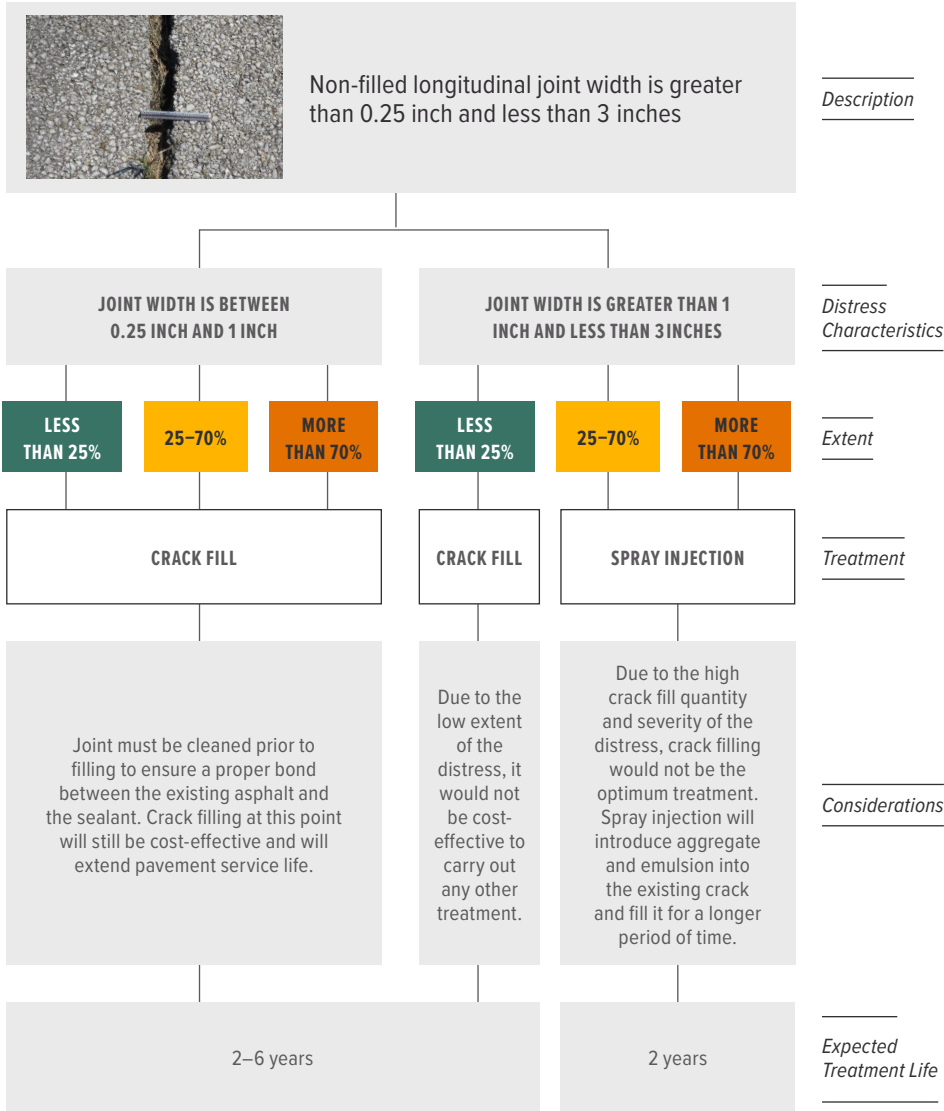 Non-filled longitudinal joint width is greater
than 0.25 inch and less than 3 inches
Description
JOINT WIDTH IS BETWEEN
0.25 INCH AND 1 INCH
JOINT WIDTH IS GREATER THAN 1
INCH AND LESS THAN 3 INCHES
Distress
Characteristics
LESS
THAN 25%
25–70%
MORE
THAN 70%
LESS
THAN 25%
25–70%
MORE
THAN 70%
Extent
CRACK FILL
CRACK FILL
SPRAY INJECTION
Treatment
Joint must be cleaned prior to
filling to ensure a proper bond
between the existing asphalt and
the sealant. Crack filling at this point
will still be cost-effective and will
extend pavement service life.
Due to the
low extent
of the
distress, it
would not
be cost-
effective to
carry out
any other
treatment.
Due to the high
crack fill quantity
and severity of the
distress, crack filling
would not be the
optimum treatment.
Spray injection will
introduce aggregate
and emulsion into
the existing crack
and fill it for a longer
period of time.
Considerations
2–6 years
2 years
Expected
Treatment Life